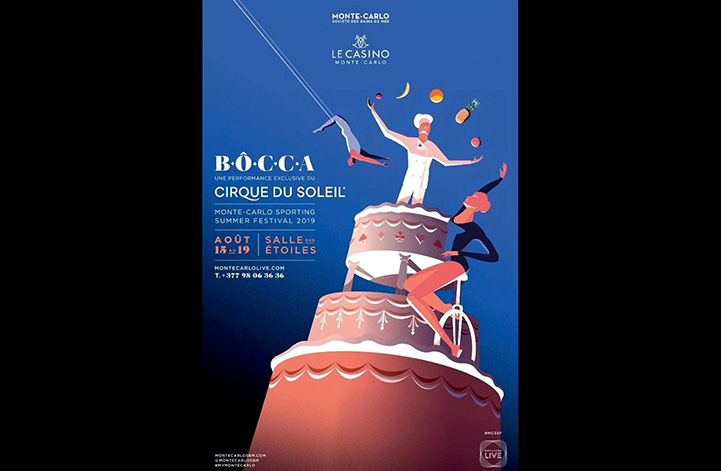 MONTE-CARLO
SOCIÉTÉ DES BAINS DE MER
LE CASINO
MONTE-CARLO
B·Ô·C·C·A
UNE PERFORMANCE EXCLUSIVE DU
CIRQUE DU SOLEIL
MONTE-CARLO SPORTING
SUMMER FESTIVAL 2019
AOÛT
15 AU 19
SALLE DES
ÉTOILES
MONTECARLOLIVE.COM
T. +377 98 06 36 36
#MCSSF
MONTECARLOSBM.COM
@MONTECARLOSBM
#MYMONTECARLO
LIVE